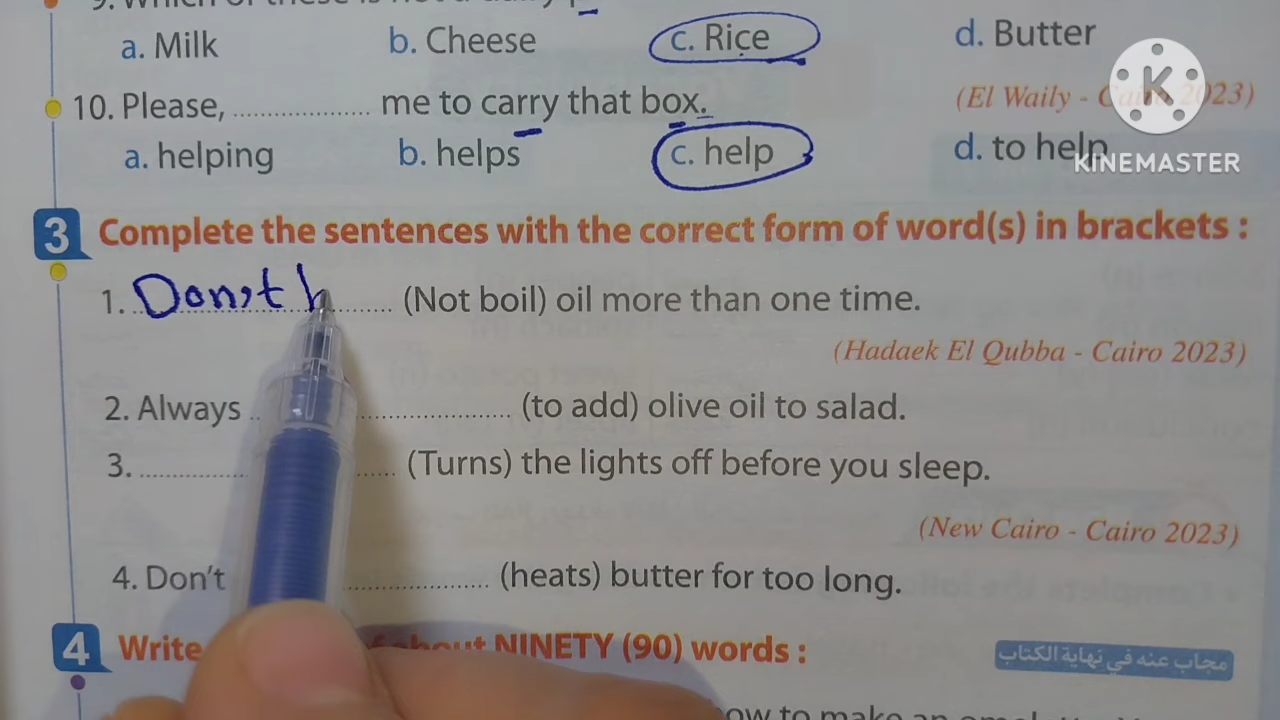 a. Milk b. Cheese c. Rice d. Butter
10. Please, .................... me to carry that box.
(El Waily - Cairo 2023)
a. helping b. helps c. help d. to help
KINEMASTER
3 Complete the sentences with the correct form of word(s) in brackets :
1. Don,t b (Not boil) oil more than one time.
(Hadaek El Qubba - Cairo 2023)
2. Always .................... (to add) olive oil to salad.
3. .................... (Turns) the lights off before you sleep.
(New Cairo - Cairo 2023)
4. Don't .................... (heats) butter for too long.
4 Write about NINETY (90) words :
مجاب عنه في نهاية الكتاب
to make an